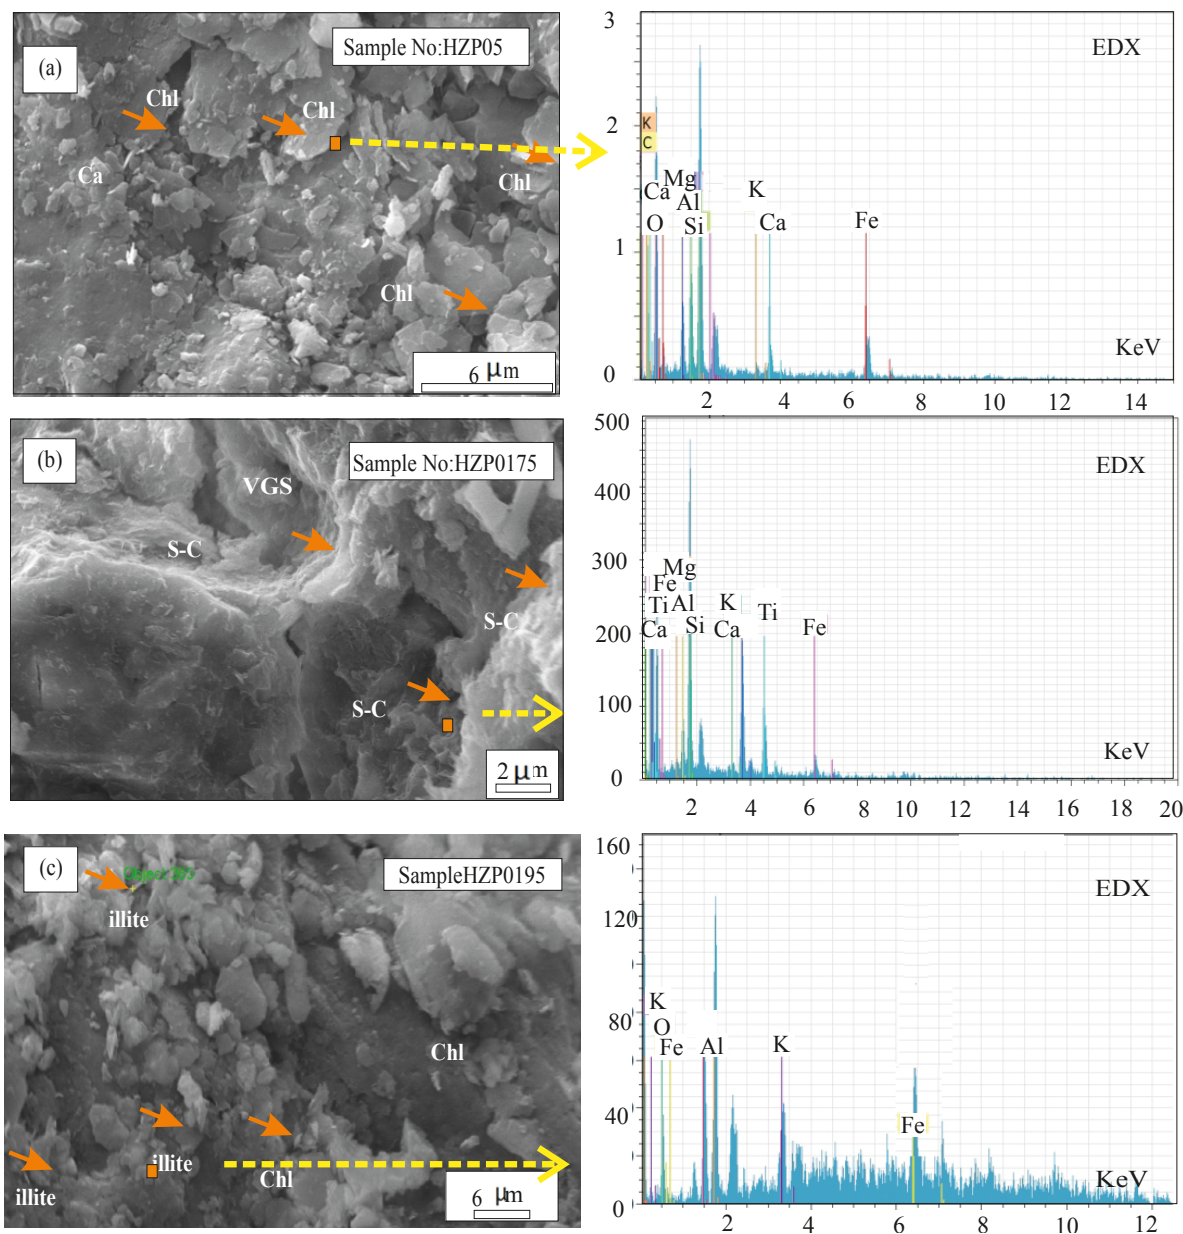 (a)
Sample No:HZP05
Chl
Chl
Ca
Chl
Chl
6 μm
3
EDX
2
K
C
Ca
Mg
K
Al
O
Si
Ca
Fe
1
KeV
0
2 4 6 8 10 12 14
(b)
Sample No:HZP0175
VGS
S-C
S-C
S-C
2 μm
500
EDX
400
300
Mg
Fe
Ti
Al
K
Ti
Ca
Si
Ca
Fe
200
100
KeV
0
2 4 6 8 10 12 14 16 18 20
(c)
SampleHZP0195
Object 393
illite
Chl
illite
illite
Chl
6 μm
160
EDX
120
K
O
80
Fe
Al
K
40
Fe
KeV
0
2 4 6 8 10 12